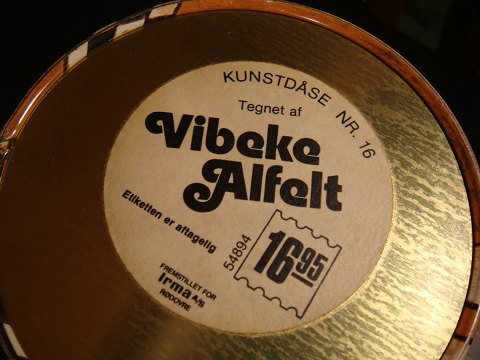 KUNSTDÅSE NR. 16
Tegnet af
Vibeke
Alfelt
Etiketten er aftagelig
54894
16.95
FREMSTILLET FOR
Irma A/S
RØDOVRE